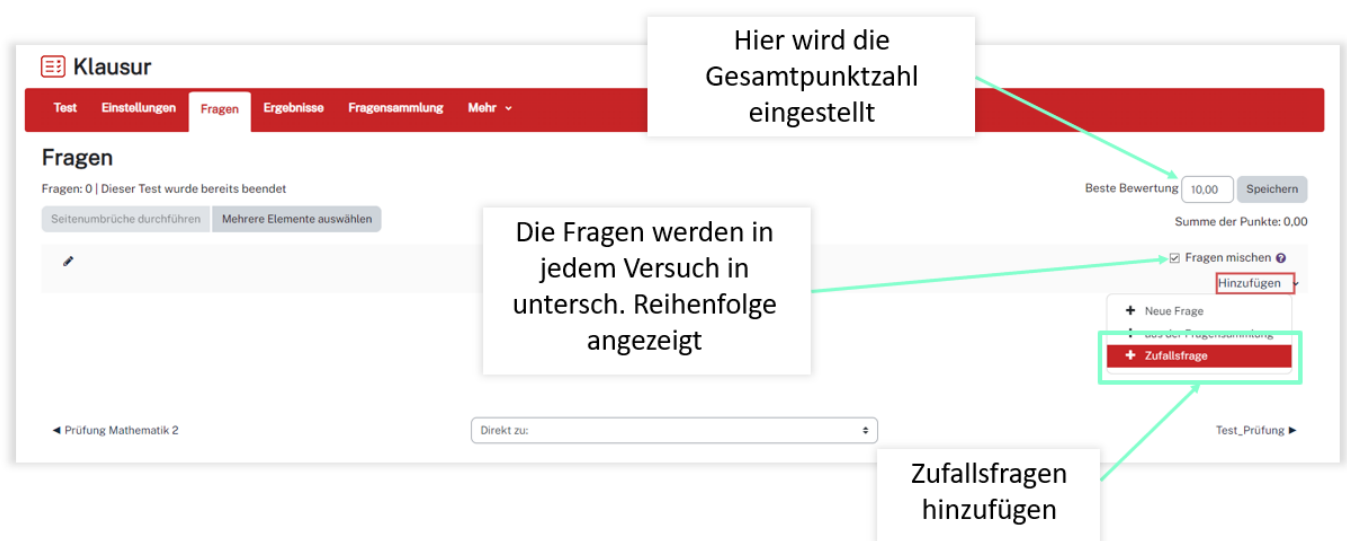 Hier wird die
Gesamtpunktzahl
eingestellt
Klausur
Test Einstellungen Fragen Ergebnisse Fragensammlung Mehr
Fragen
Fragen: 0 | Dieser Test wurde bereits beendet
Beste Bewertung 10,00 Speichern
Seitenumbrüche durchführen Mehrere Elemente auswählen
Summe der Punkte: 0,00
Die Fragen werden in
jedem Versuch in
untersch. Reihenfolge
angezeigt
Fragen mischen
Hinzufügen
+ Neue Frage
aus der Fragensammlung
+ Zufallsfrage
◄ Prüfung Mathematik 2
Direkt zu:
Test_Prüfung ►
Zufallsfragen
hinzufügen